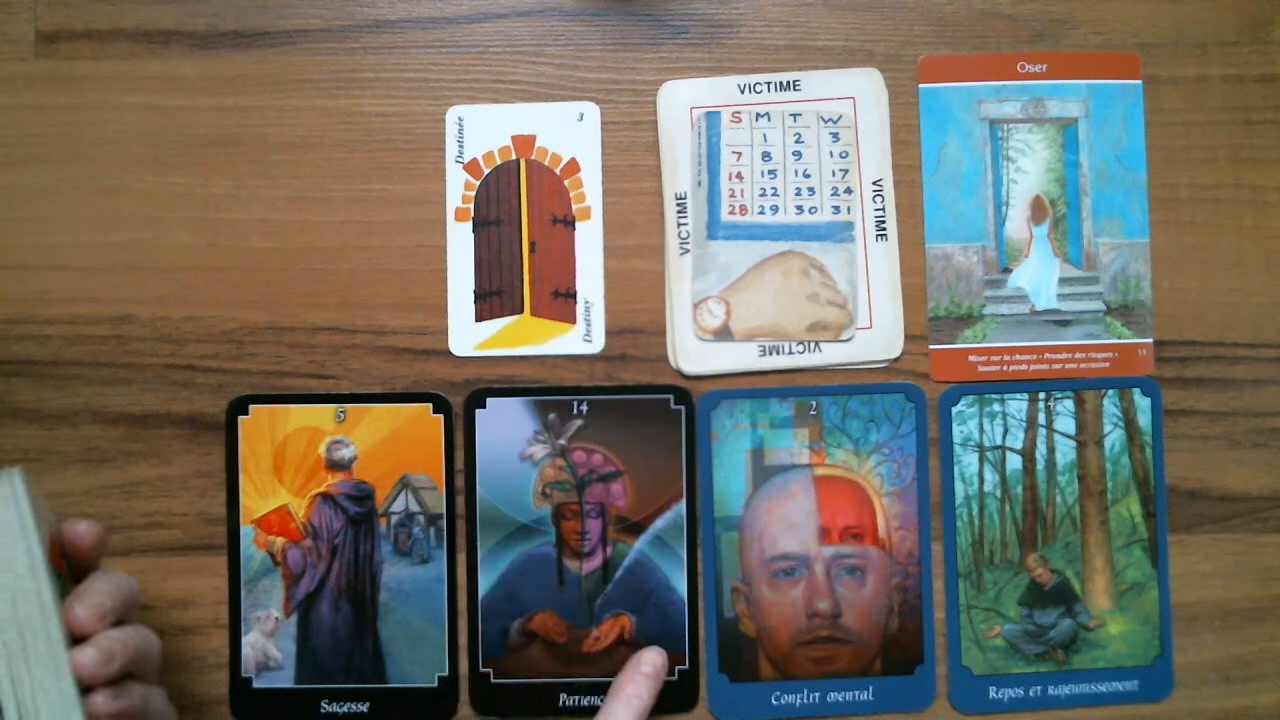 Destinée
3
Destiny
VICTIME
VICTIME
VICTIME
VICTIME
S M T W
1 2 3
7 8 9 10
14 15 16 17
21 22 23 24
28 29 30 31
Oser
Miser sur la chance • Prendre des risques •
Sauter à pieds joints sur une occasion
5
Sagesse
14
Patienc
2
Conflit mental
4
Repos et rajeunissement